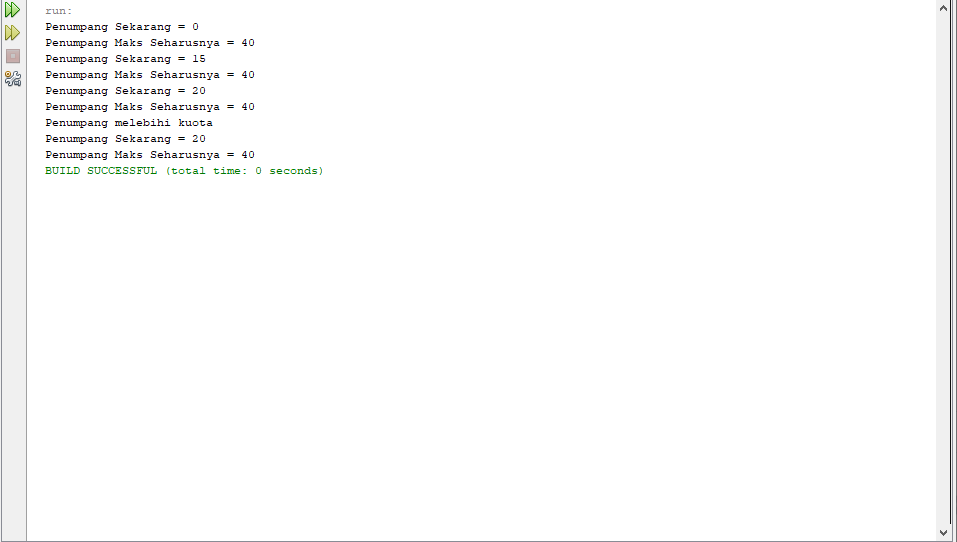 run:
Penumpang Sekarang = 0
Penumpang Maks Seharusnya = 40
Penumpang Sekarang = 15
Penumpang Maks Seharusnya = 40
Penumpang Sekarang = 20
Penumpang Maks Seharusnya = 40
Penumpang melebihi kuota
Penumpang Sekarang = 20
Penumpang Maks Seharusnya = 40
BUILD SUCCESSFUL (total time: 0 seconds)